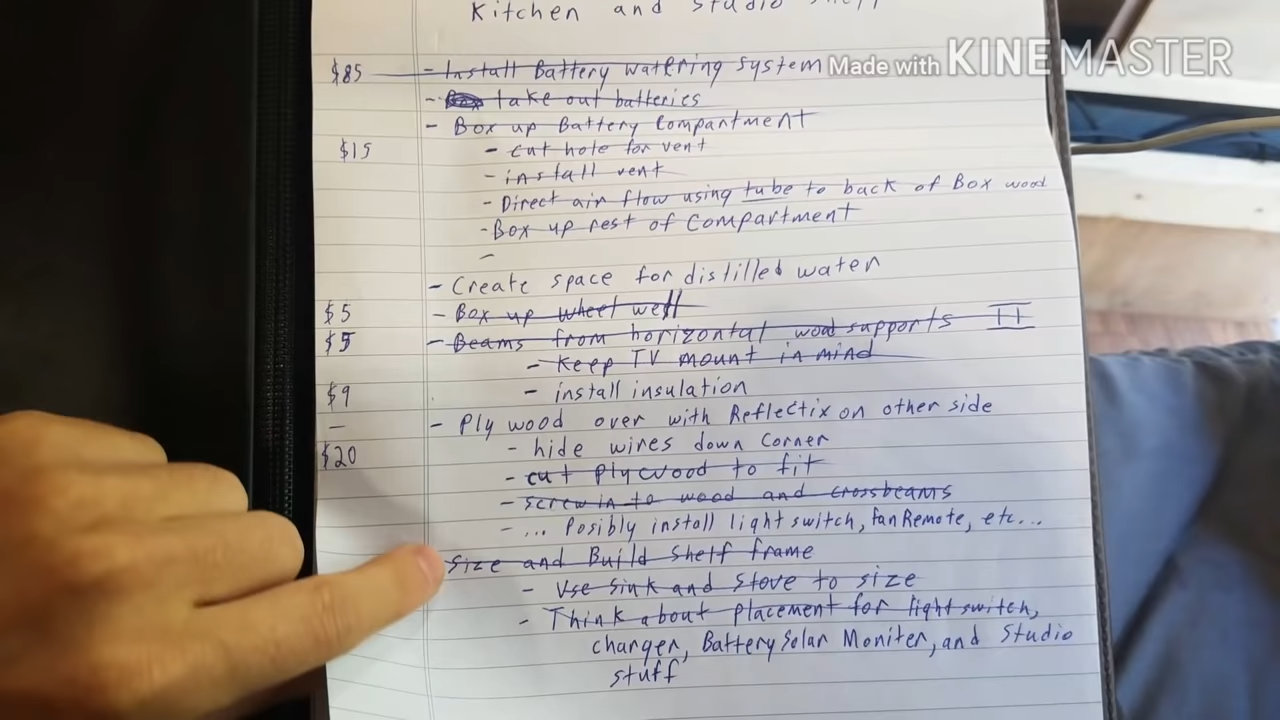 Kitchen and Studio Shelf
$85 - Install Battery watering system
Made with KINEMASTER
- take out batteries
- Box up Battery Compartment
$15 - cut hole for vent
- install vent
- Direct air flow using tube to back of Box wood
- Box up rest of Compartment
-
- Create space for distilled water
$5 - Box up wheel well
$5 - Beams from horizontal wood supports
- Keep TV mount in mind
$9 - install insulation
- - Plywood over with Reflectix on other side
$20 - hide wires down Corner
- cut plywood to fit
- screw in to wood and crossbeams
- ... Posibly install light switch, fan Remote, etc...
Size and Build Shelf frame
- Use Sink and Stove to size
- Think about placement for light switch,
charger, Battery Solar Moniter, and Studio
stuff